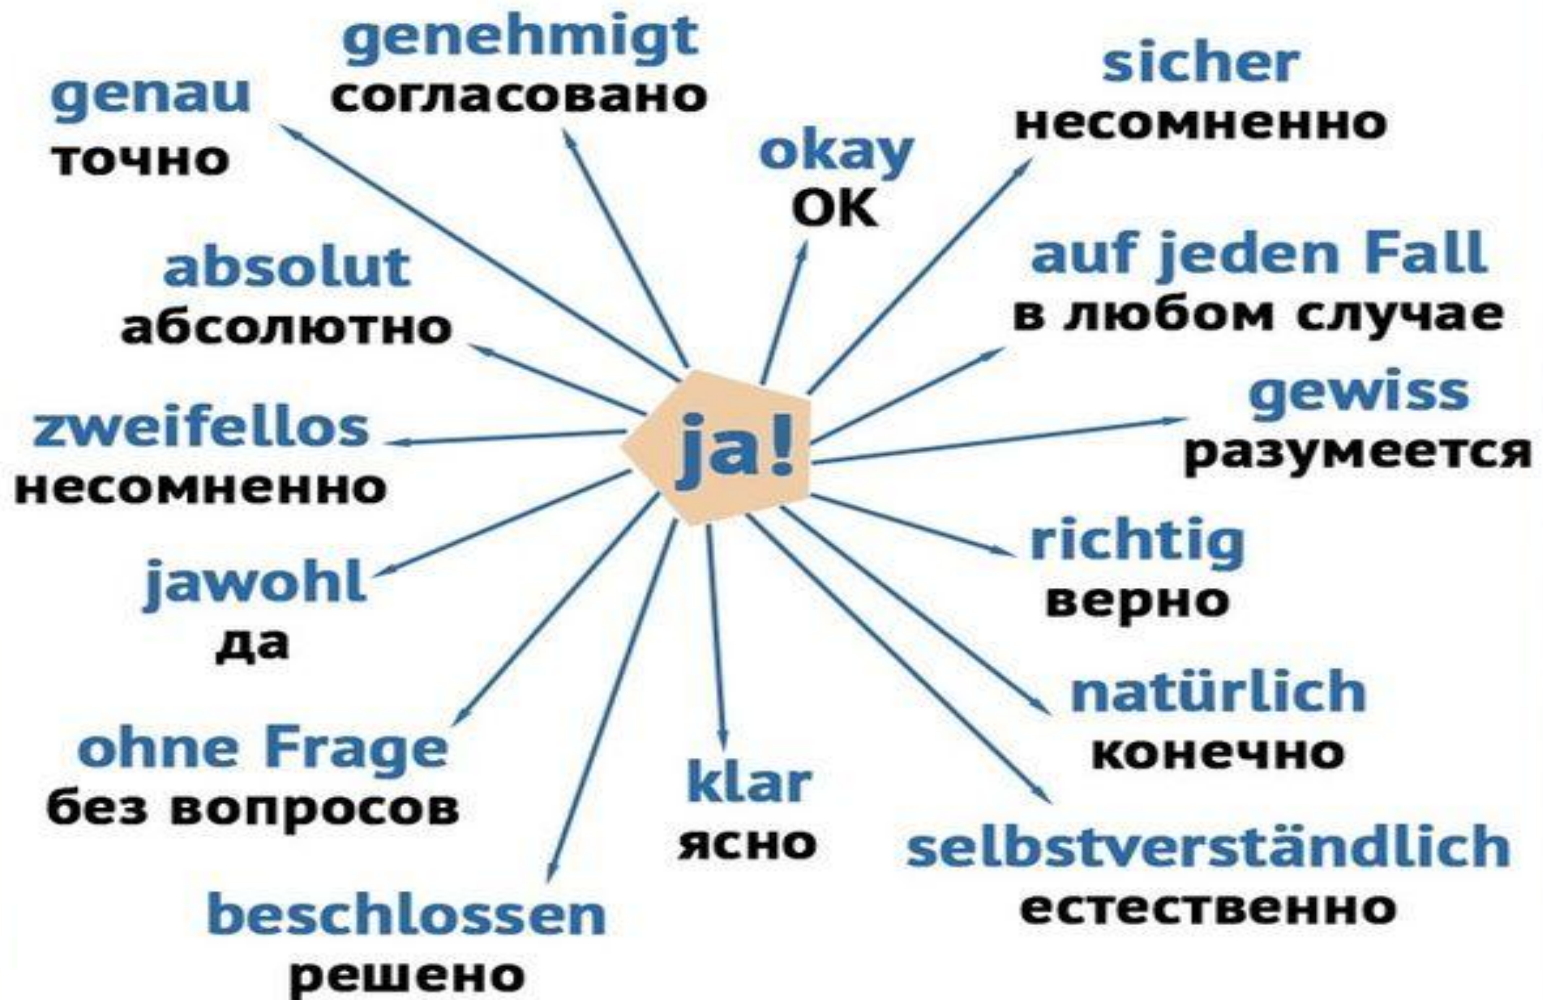 genehmigt
согласовано
genau
точно
sicher
несомненно
okay
ОК
absolut
абсолютно
auf jeden Fall
в любом случае
zweifellos
несомненно
ja!
gewiss
разумеется
jawohl
да
richtig
верно
ohne Frage
без вопросов
klar
ясно
natürlich
конечно
beschlossen
решено
selbstverständlich
естественно